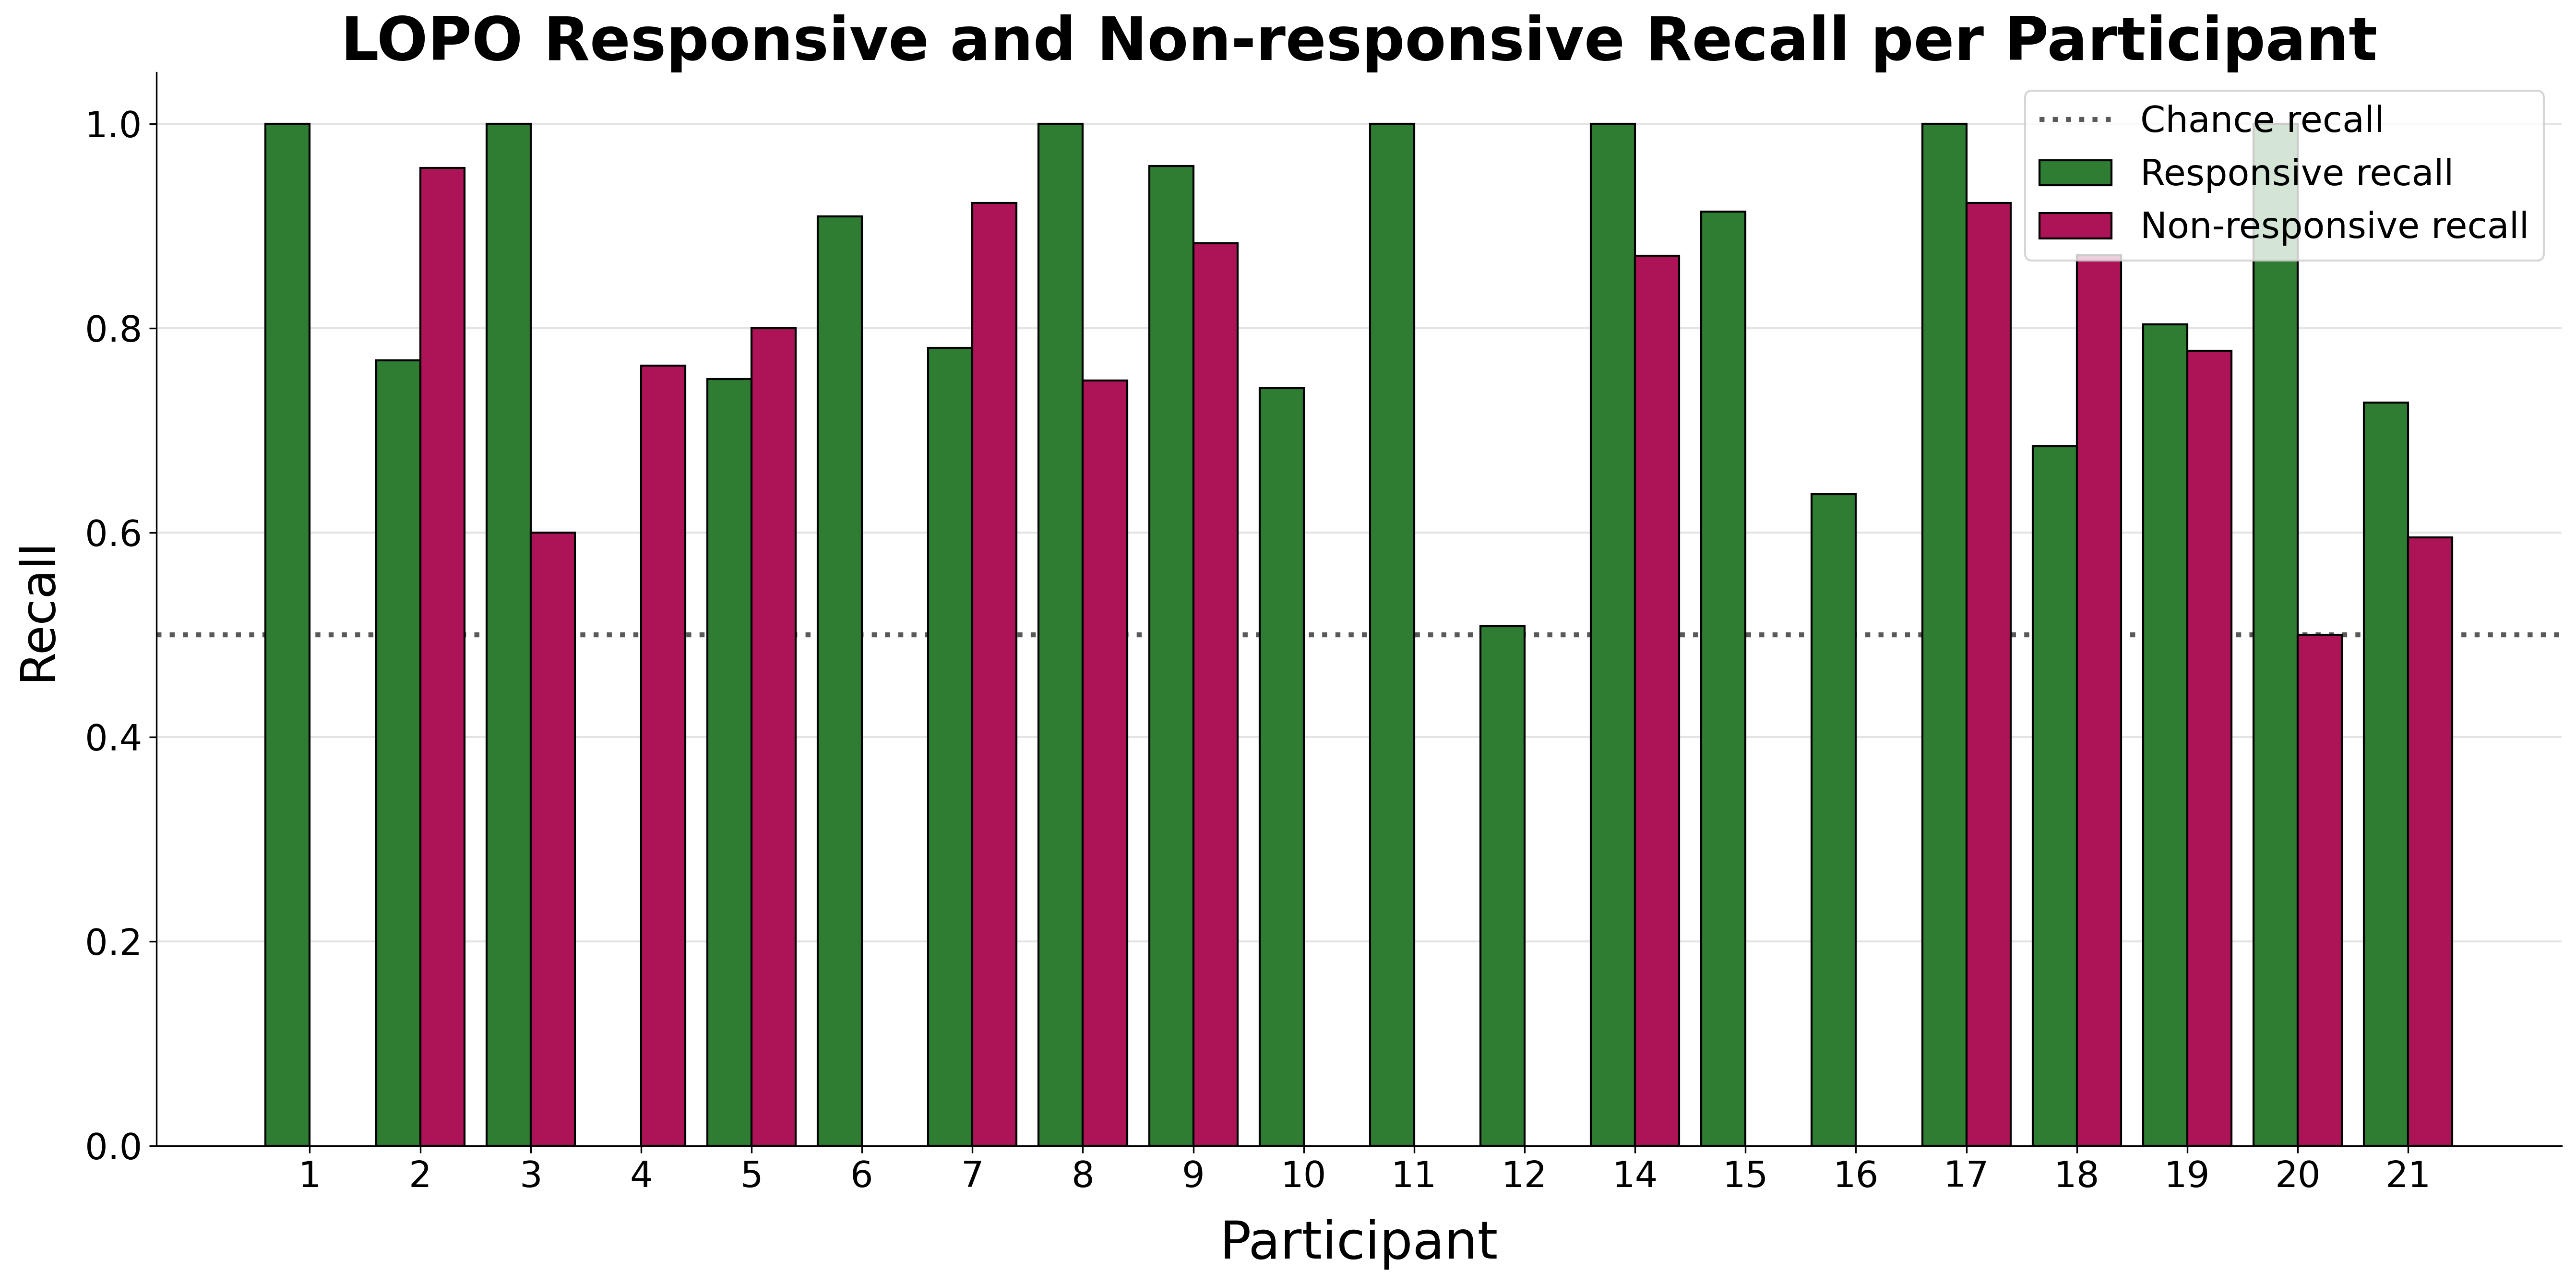 LOPO Responsive and Non-responsive Recall per Participant
Chance recall
Responsive recall
Non-responsive recall
1.0
0.8
0.6
0.4
0.2
0.0
Recall
1 2 3 4 5 6 7 8 9 10 11 12 14 15 16 17 18 19 20 21
Participant